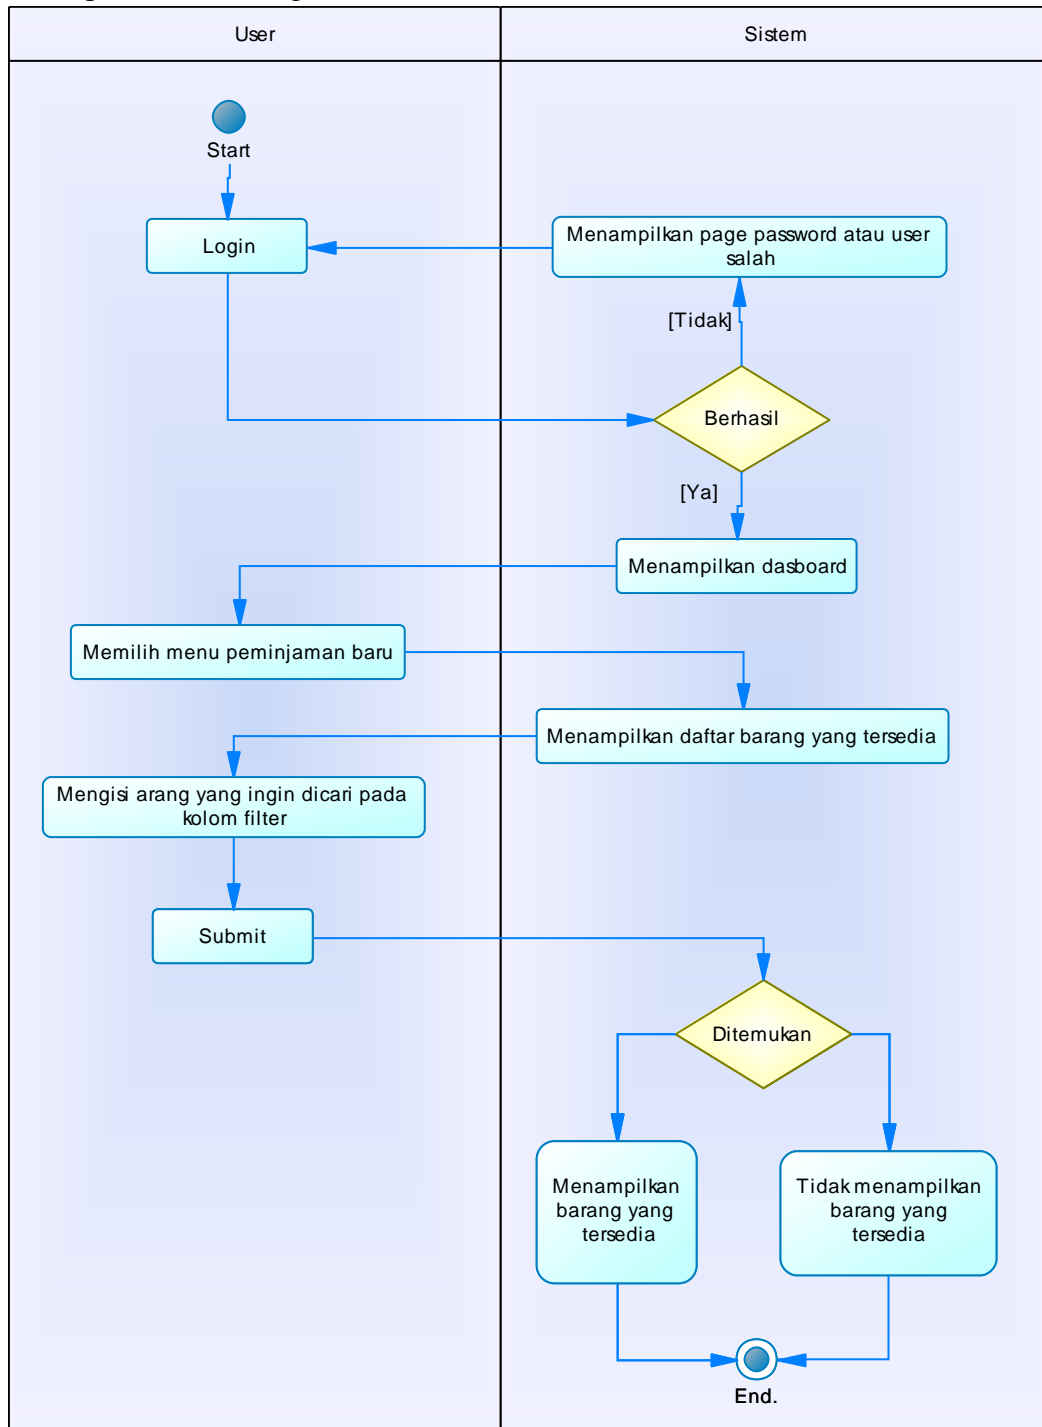 User
Sistem
Start
Login
Menampilkan page password atau user
salah
[Tidak]
Berhasil
[Ya]
Menampilkan dasboard
Memilih menu peminjaman baru
Menampilkan daftar barang yang tersedia
Mengisi arang yang ingin dicari pada
kolom filter
Submit
Ditemukan
Menampilkan
barang yang
tersedia
Tidak menampilkan
barang yang
tersedia
End.